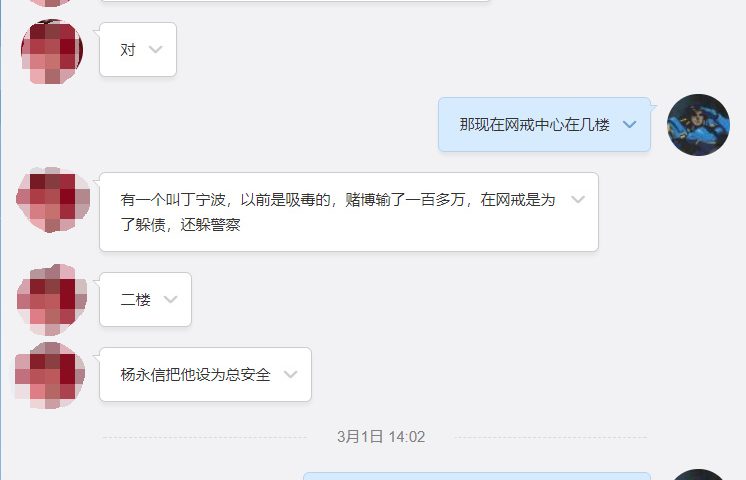 对
那现在网戒中心在几楼
有一个叫丁宁波，以前是吸毒的，赌博输了一百多万，在网戒是为
了躲债，还躲警察
二楼
杨永信把他设为总安全
3月1日 14:02